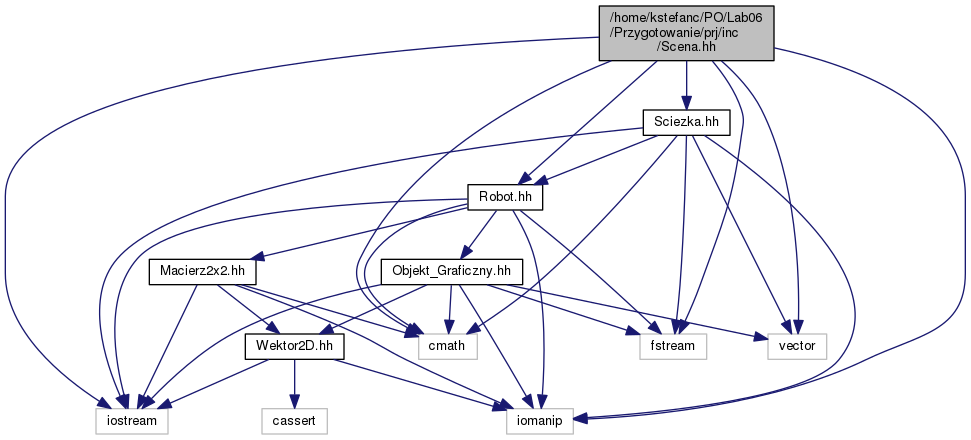 /home/kstefanc/PO/Lab06
/Przygotowanie/prj/inc
/Scena.hh
Sciezka.hh
Robot.hh
Macierz2x2.hh
Objekt_Graficzny.hh
Wektor2D.hh
cmath
fstream
vector
iostream
cassert
iomanip